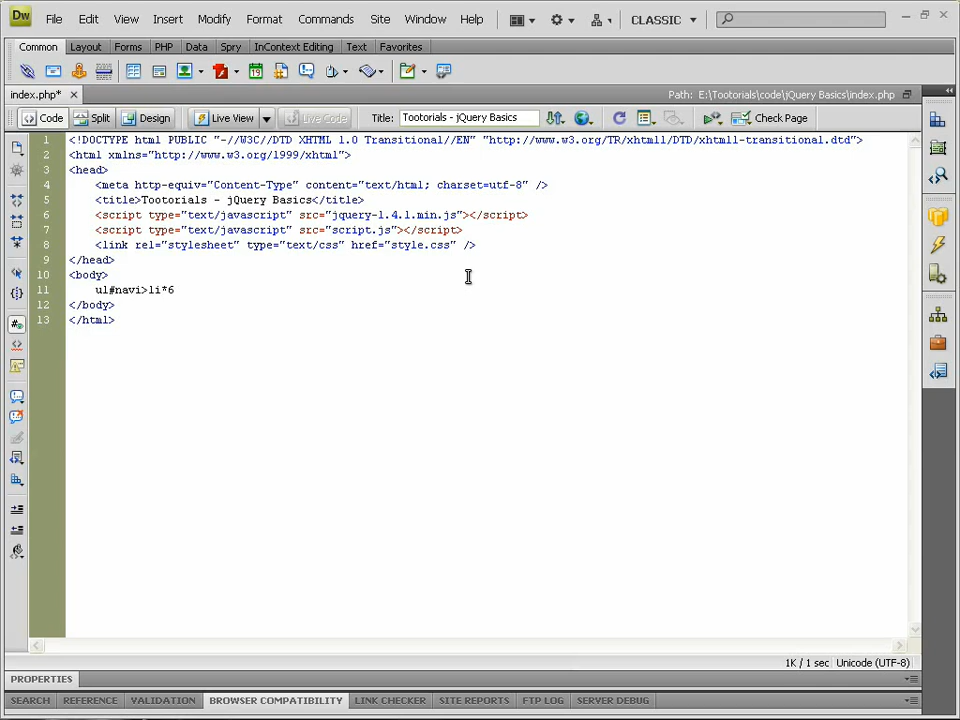 Dw File Edit View Insert Modify Format Commands Site Window Help CLASSIC
Common Layout Forms PHP Data Spry InContext Editing Text Favorites
index.php* Path: E:\Tootorials\code\jQuery Basics\index.php
Code Split Design Live View Live Code Title: Tootorials - jQuery Basics Check Page
1 <!DOCTYPE html PUBLIC "-//W3C//DTD XHTML 1.0 Transitional//EN" "http://www.w3.org/TR/xhtml1/DTD/xhtml1-transitional.dtd">
2 <html xmlns="http://www.w3.org/1999/xhtml">
3 <head>
4 <meta http-equiv="Content-Type" content="text/html; charset=utf-8" />
5 <title>Tootorials - jQuery Basics</title>
6 <script type="text/javascript" src="jquery-1.4.1.min.js"></script>
7 <script type="text/javascript" src="script.js"></script>
8 <link rel="stylesheet" type="text/css" href="style.css" />
9 </head>
10 <body>
11 ul#navi>li*6
12 </body>
13 </html>
1K / 1 sec Unicode (UTF-8)
PROPERTIES
SEARCH REFERENCE VALIDATION BROWSER COMPATIBILITY LINK CHECKER SITE REPORTS FTP LOG SERVER DEBUG